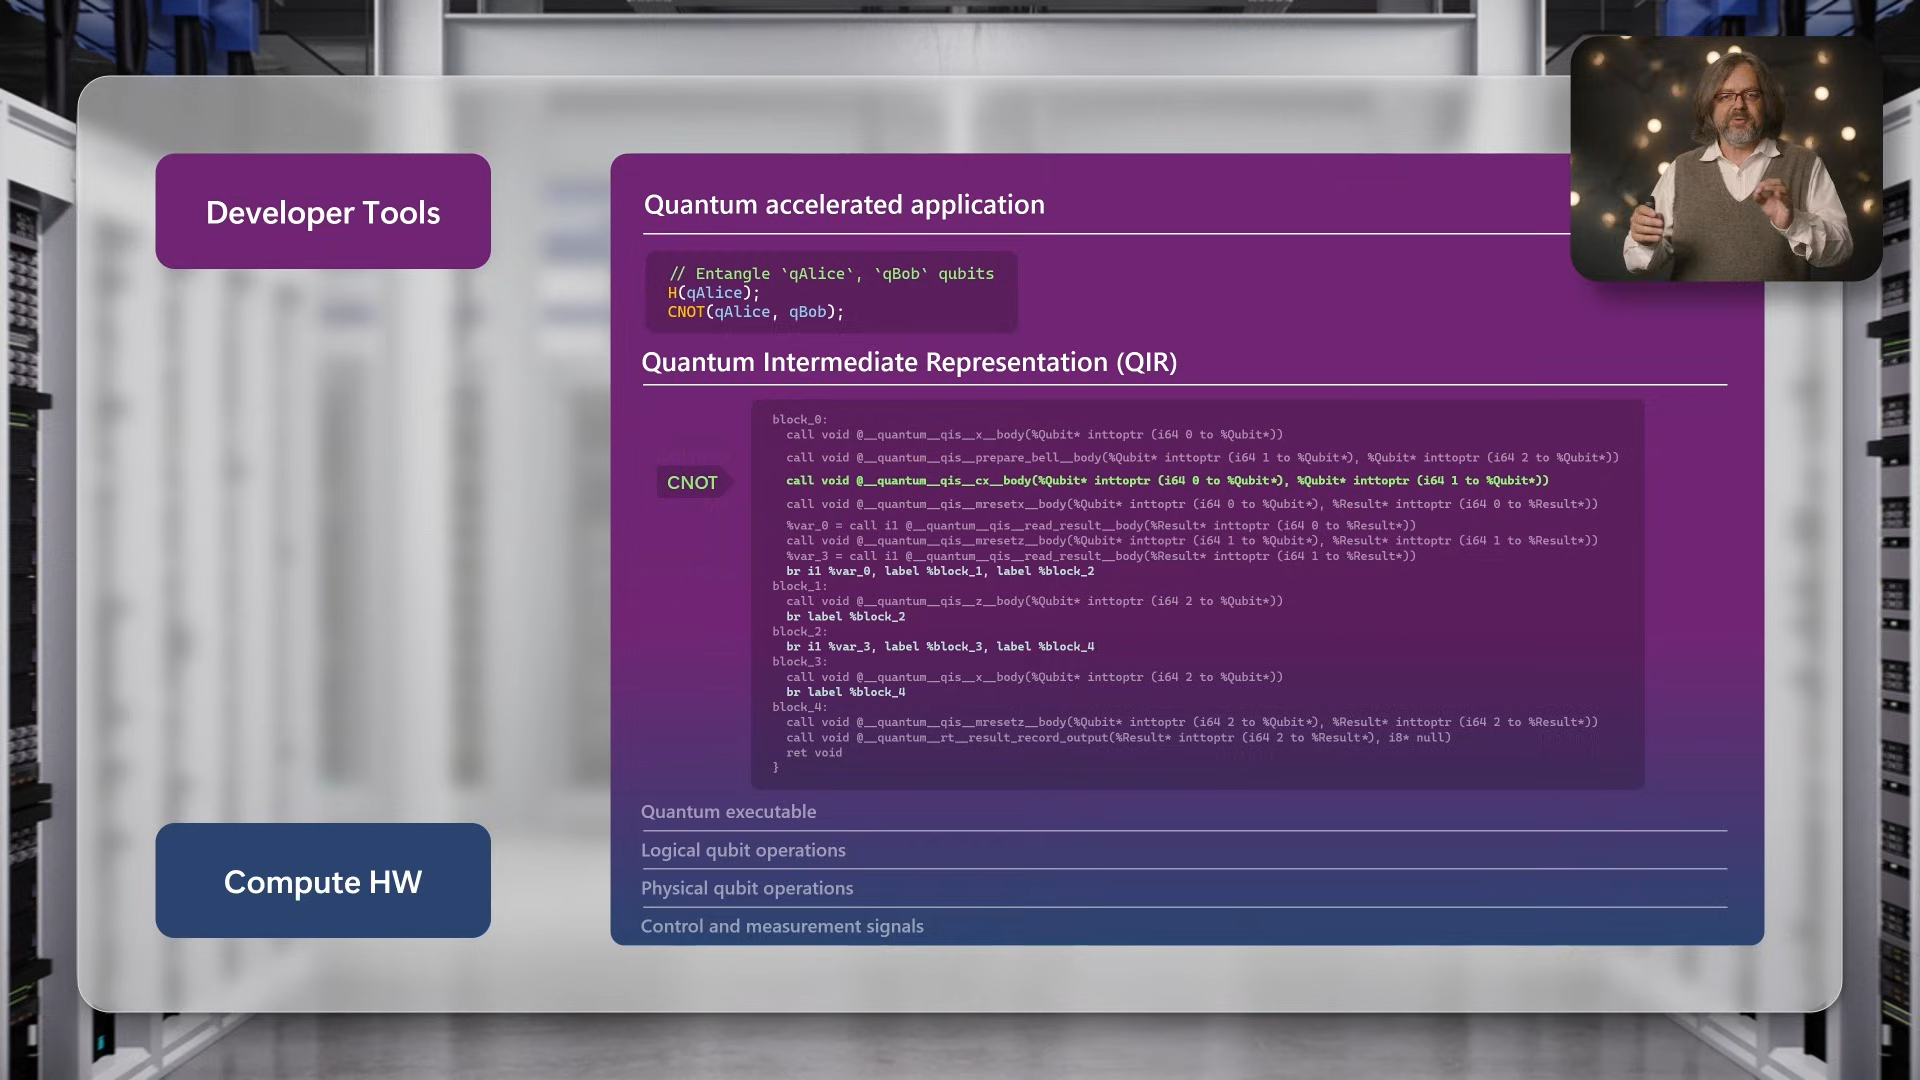 Developer Tools
Quantum accelerated application
// Entangle `qAlice`, `qBob` qubits
H(qAlice);
CNOT(qAlice, qBob);
Quantum Intermediate Representation (QIR)
CNOT
block_0:
call void @__quantum__qis__x__body(%Qubit* inttoptr (i64 0 to %Qubit*))
call void @__quantum__qis__prepare_bell__body(%Qubit* inttoptr (i64 1 to %Qubit*), %Qubit* inttoptr (i64 2 to %Qubit*))
call void @__quantum__qis__cx__body(%Qubit* inttoptr (i64 0 to %Qubit*), %Qubit* inttoptr (i64 1 to %Qubit*))
call void @__quantum__qis__mresetx__body(%Qubit* inttoptr (i64 0 to %Qubit*), %Result* inttoptr (i64 0 to %Result*))
%var_0 = call i1 @__quantum__qis__read_result__body(%Result* inttoptr (i64 0 to %Result*))
call void @__quantum__qis__mresetz__body(%Qubit* inttoptr (i64 1 to %Qubit*), %Result* inttoptr (i64 1 to %Result*))
%var_3 = call i1 @__quantum__qis__read_result__body(%Result* inttoptr (i64 1 to %Result*))
br i1 %var_0, label %block_1, label %block_2
block_1:
call void @__quantum__qis__z__body(%Qubit* inttoptr (i64 2 to %Qubit*))
br label %block_2
block_2:
br i1 %var_3, label %block_3, label %block_4
block_3:
call void @__quantum__qis__x__body(%Qubit* inttoptr (i64 2 to %Qubit*))
br label %block_4
block_4:
call void @__quantum__qis__mresetz__body(%Qubit* inttoptr (i64 2 to %Qubit*), %Result* inttoptr (i64 2 to %Result*))
call void @__quantum__rt__result_record_output(%Result* inttoptr (i64 2 to %Result*), i8* null)
ret void
}
Quantum executable
Logical qubit operations
Physical qubit operations
Control and measurement signals
Compute HW